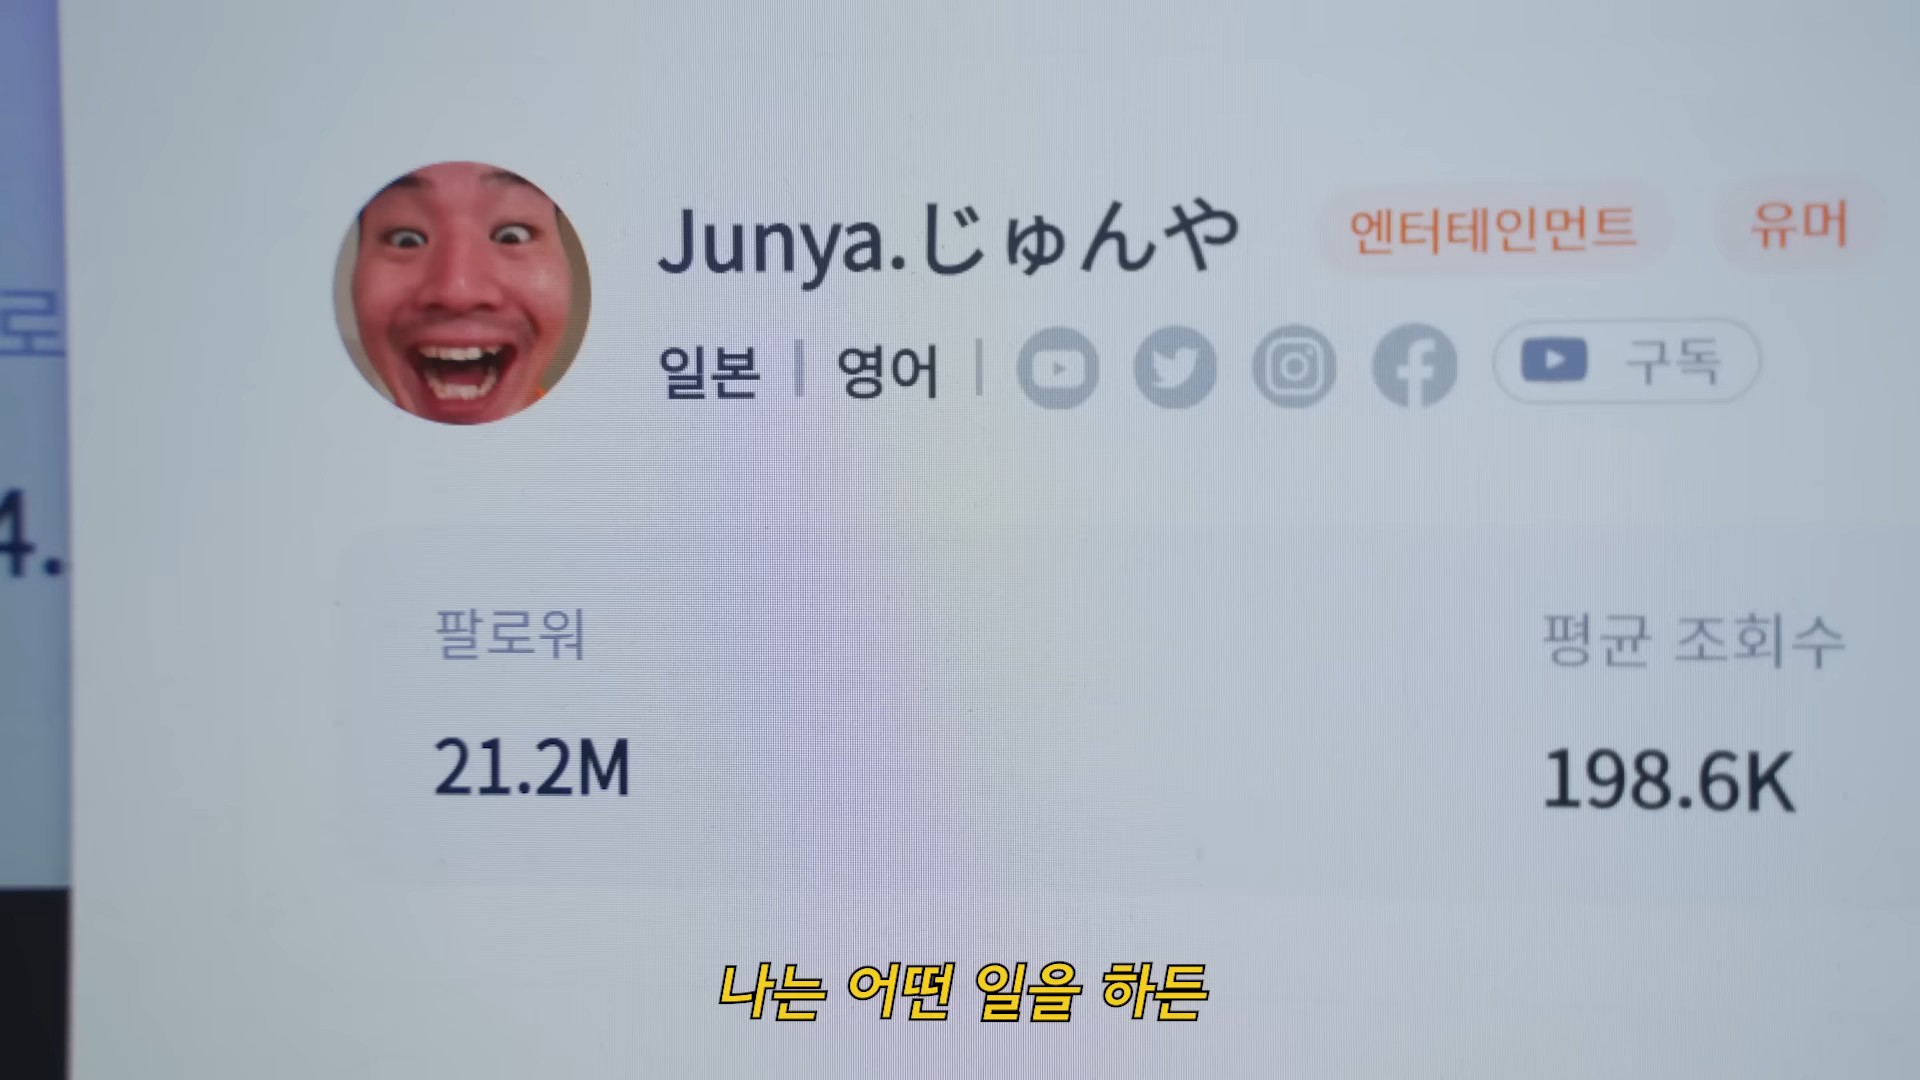 Junya.じゅんや 엔터테인먼트 유머
일본 | 영어 | 구독
로
4.
팔로워 평균 조회수
21.2M 198.6K
나는 어떤 일을 하든